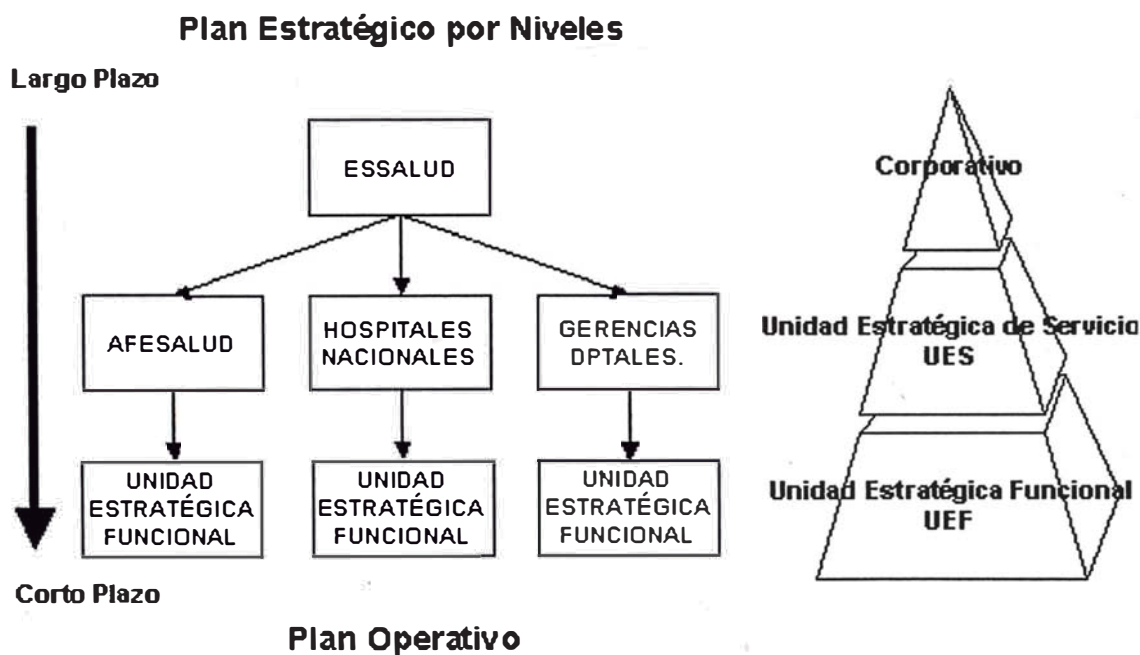 Plan Estratégico por Niveles
Largo Plazo
ESSALUD
AFESALUD
HOSPITALES
NACIONALES
GERENCIAS
DPTALES.
UNIDAD
ESTRATÉGICA
FUNCIONAL
UNIDAD
ESTRATÉGICA
FUNCIONAL
UNIDAD
ESTRATÉGICA
FUNCIONAL
Corto Plazo
Plan Operativo
Corporativo
Unidad Estratégica de Servicio
UES
Unidad Estratégica Funcional
UEF